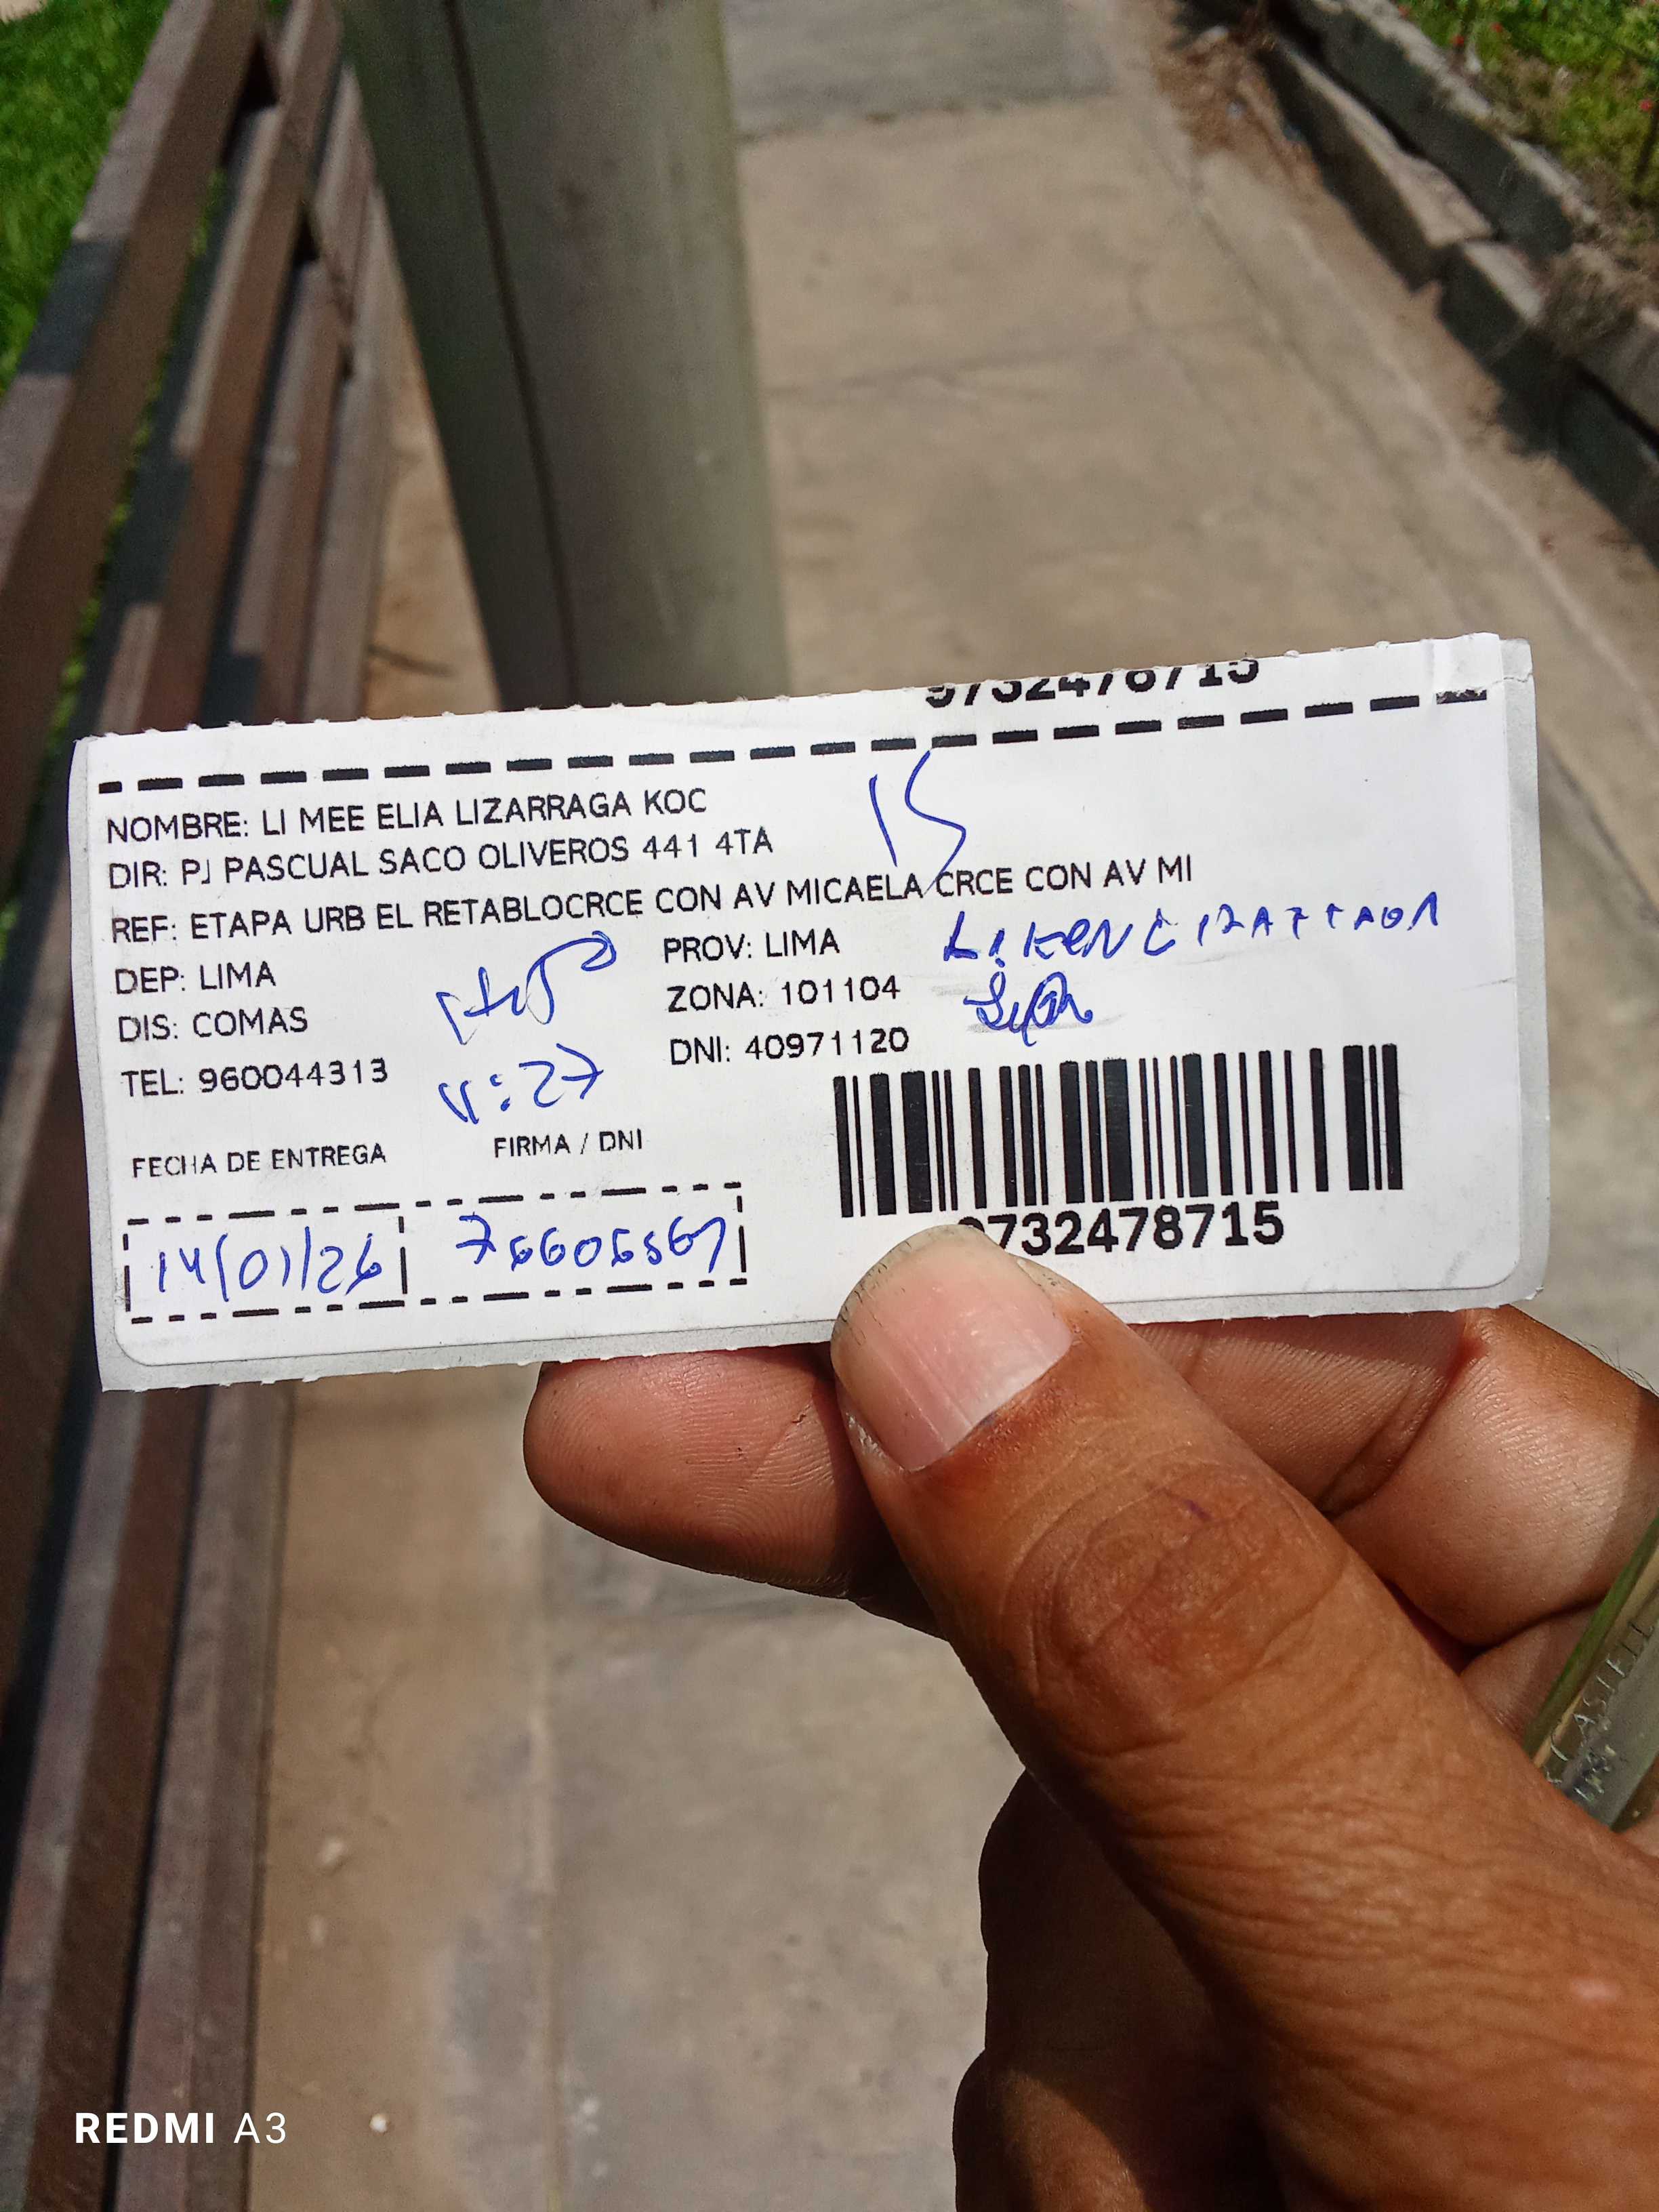 9732478715
NOMBRE: LI MEE ELIA LIZARRAGA KOC
DIR: PJ PASCUAL SACO OLIVEROS 441 4TA
15
REF: ETAPA URB EL RETABLOCRCE CON AV MICAELA CRCE CON AV MI
DEP: LIMA
PROV: LIMA
DIS: COMAS
ZONA: 101104
TEL: 960044313
DNI: 40971120
FECHA DE ENTREGA
FIRMA / DNI
14/01/26
9732478715
CASTELL
REDMI A3